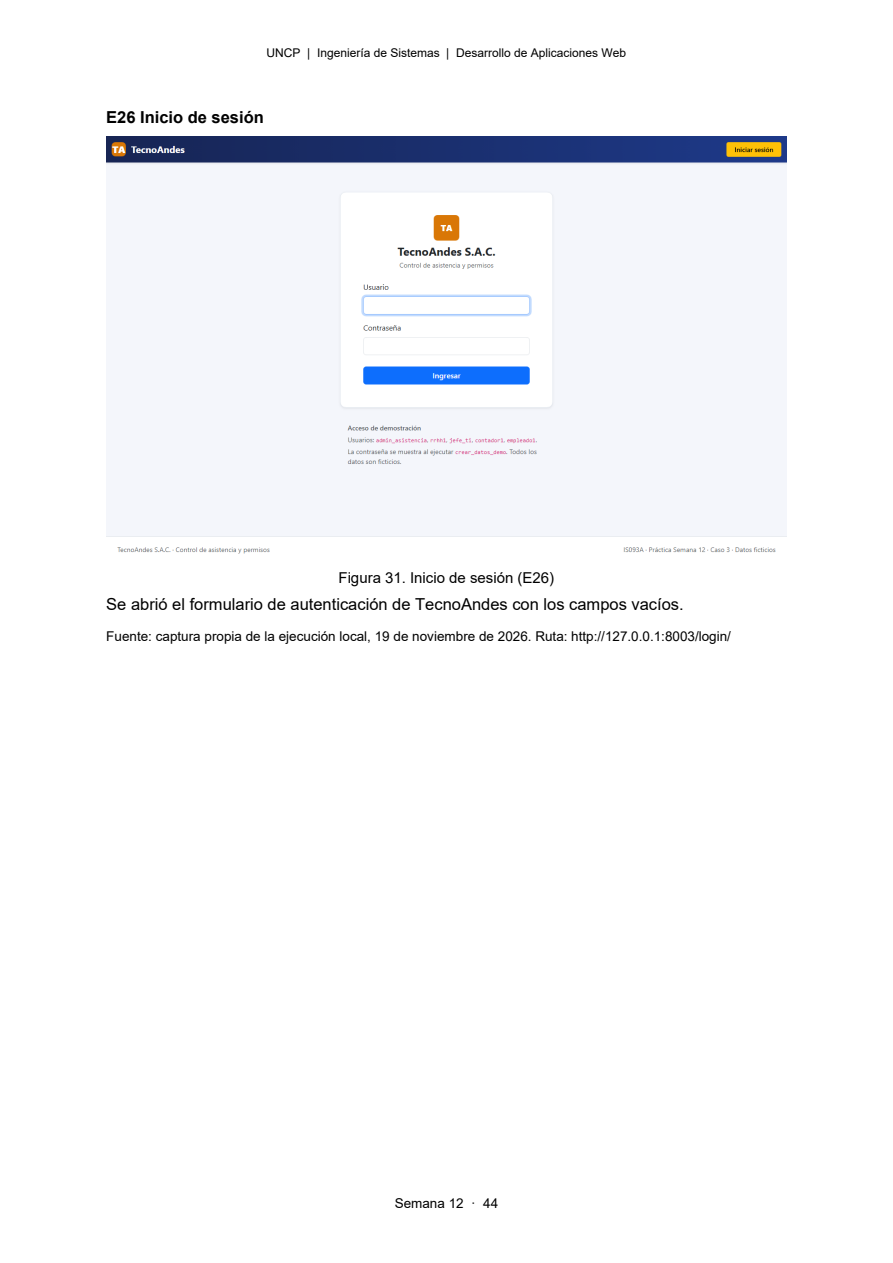 UNCP | Ingeniería de Sistemas | Desarrollo de Aplicaciones Web
E26 Inicio de sesión
TA TecnoAndes
Iniciar sesión
TA
TecnoAndes S.A.C.
Control de asistencia y permisos
Usuario
Contraseña
Ingresar
Acceso de demostración
Usuarios: admin_asistencia, rrhh1, jefe_ti, contador1, empleado1.
La contraseña se muestra al ejecutar crear_datos_demo. Todos los
datos son ficticios.
TecnoAndes S.A.C. · Control de asistencia y permisos
IS093A · Práctica Semana 12 · Caso 3 · Datos ficticios
Figura 31. Inicio de sesión (E26)
Se abrió el formulario de autenticación de TecnoAndes con los campos vacíos.
Fuente: captura propia de la ejecución local, 19 de noviembre de 2026. Ruta: http://127.0.0.1:8003/login/
Semana 12 · 44